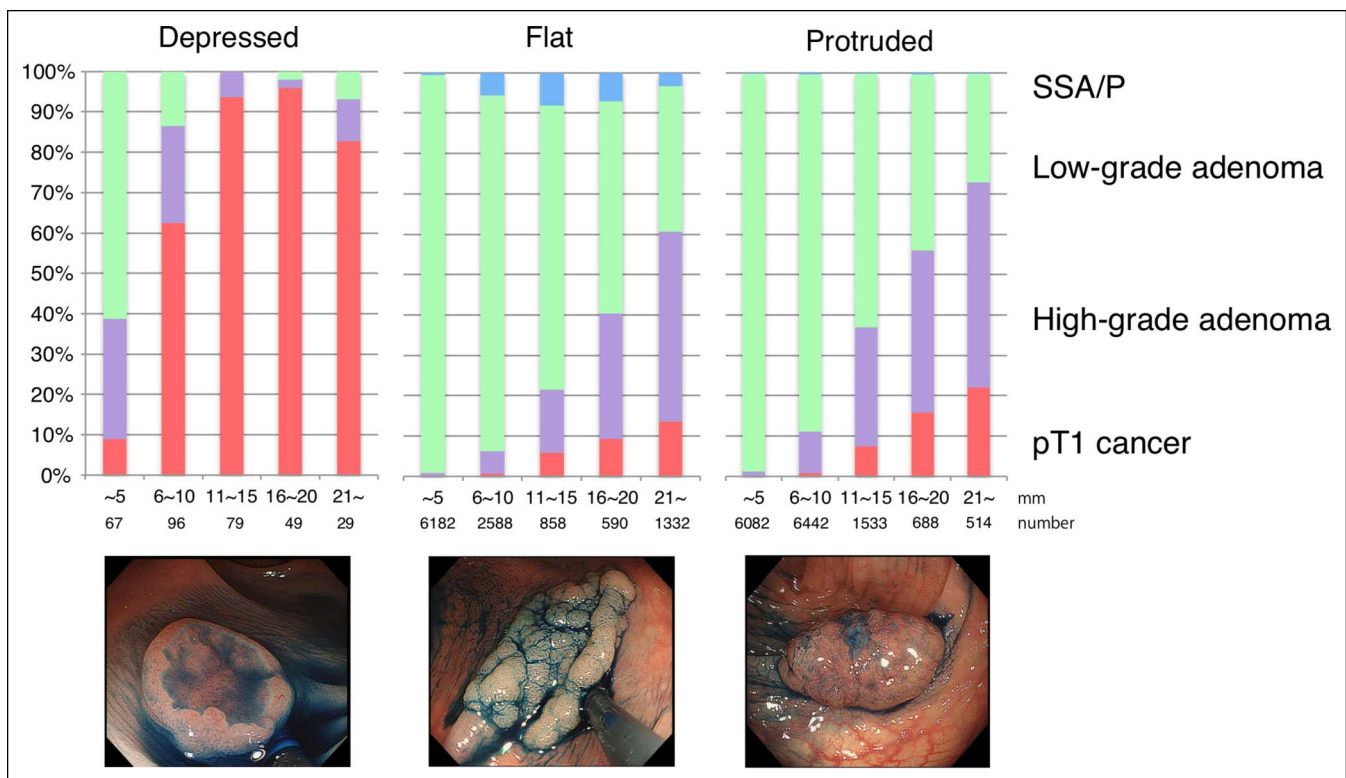 Depressed Flat Protruded
100%
90%
80%
70%
60%
50%
40%
30%
20%
10%
0%
SSA/P
Low-grade adenoma
High-grade adenoma
pT1 cancer
~5 6~10 11~15 16~20 21~ ~5 6~10 11~15 16~20 21~ ~5 6~10 11~15 16~20 21~ mm
67 96 79 49 29 6182 2588 858 590 1332 6082 6442 1533 688 514 number